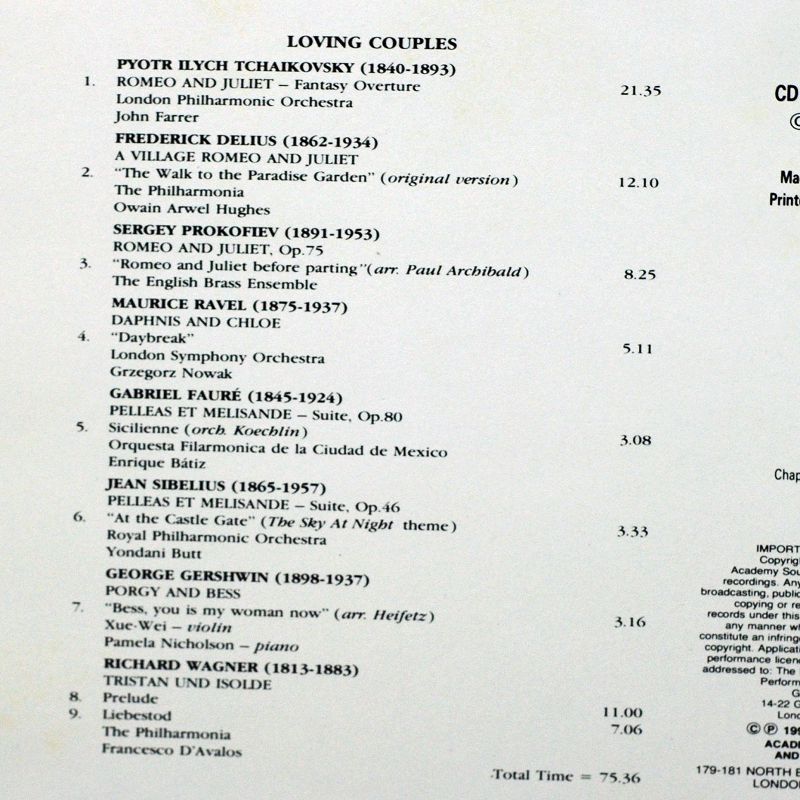 LOVING COUPLES
PYOTR ILYCH TCHAIKOVSKY (1840-1893)
1. ROMEO AND JULIET – Fantasy Overture 21.35
London Philharmonic Orchestra
John Farrer
FREDERICK DELIUS (1862-1934)
A VILLAGE ROMEO AND JULIET
2. "The Walk to the Paradise Garden" (original version) 12.10
The Philharmonia
Owain Arwel Hughes
SERGEY PROKOFIEV (1891-1953)
ROMEO AND JULIET, Op.75
3. "Romeo and Juliet before parting"(arr. Paul Archibald) 8.25
The English Brass Ensemble
MAURICE RAVEL (1875-1937)
DAPHNIS AND CHLOE
4. "Daybreak" 5.11
London Symphony Orchestra
Grzegorz Nowak
GABRIEL FAURÉ (1845-1924)
PELLEAS ET MELISANDE – Suite, Op.80
5. Sicilienne (orch. Koechlin) 3.08
Orquesta Filarmonica de la Ciudad de Mexico
Enrique Bátiz
JEAN SIBELIUS (1865-1957)
PELLEAS ET MELISANDE – Suite, Op.46
6. "At the Castle Gate" (The Sky At Night theme) 3.33
Royal Philharmonic Orchestra
Yondani Butt
GEORGE GERSHWIN (1898-1937)
PORGY AND BESS
7. "Bess, you is my woman now" (arr. Heifetz) 3.16
Xue-Wei – violin
Pamela Nicholson – piano
RICHARD WAGNER (1813-1883)
TRISTAN UND ISOLDE
8. Prelude 11.00
9. Liebestod 7.06
The Philharmonia
Francesco D'Avalos
Total Time = 75.36
CD
©
Ma
Printe
Chap
IMPORT
Copyrig
Academy Sou
recordings. Any
broadcasting, public
copying or re
records under this
any manner wh
constitute an infring
copyright. Applicati
performance licenc
addressed to: The
Perform
G
14-22 G
Lond
© ℗ 199
ACAD
AND
179-181 NORTH E
LONDO